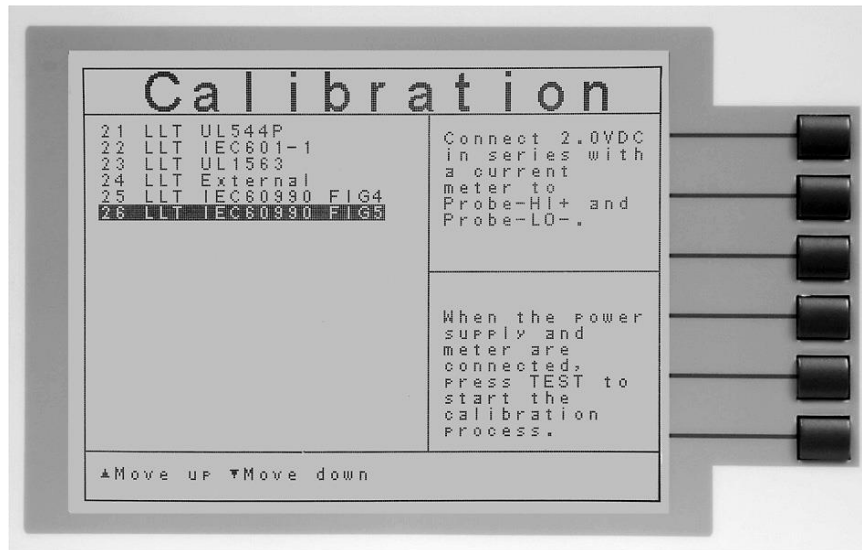 Calibration
21 LLT UL544P
22 LLT IEC601-1
23 LLT UL1563
24 LLT External
25 LLT IEC60990 FIG4
26 LLT IEC60990 FIG5
Connect 2.0VDC
in series with
a current
meter to
Probe-HI+ and
Probe-LO-.
When the power
supply and
meter are
connected,
press TEST to
start the
calibration
process.
▲Move up ▼Move down